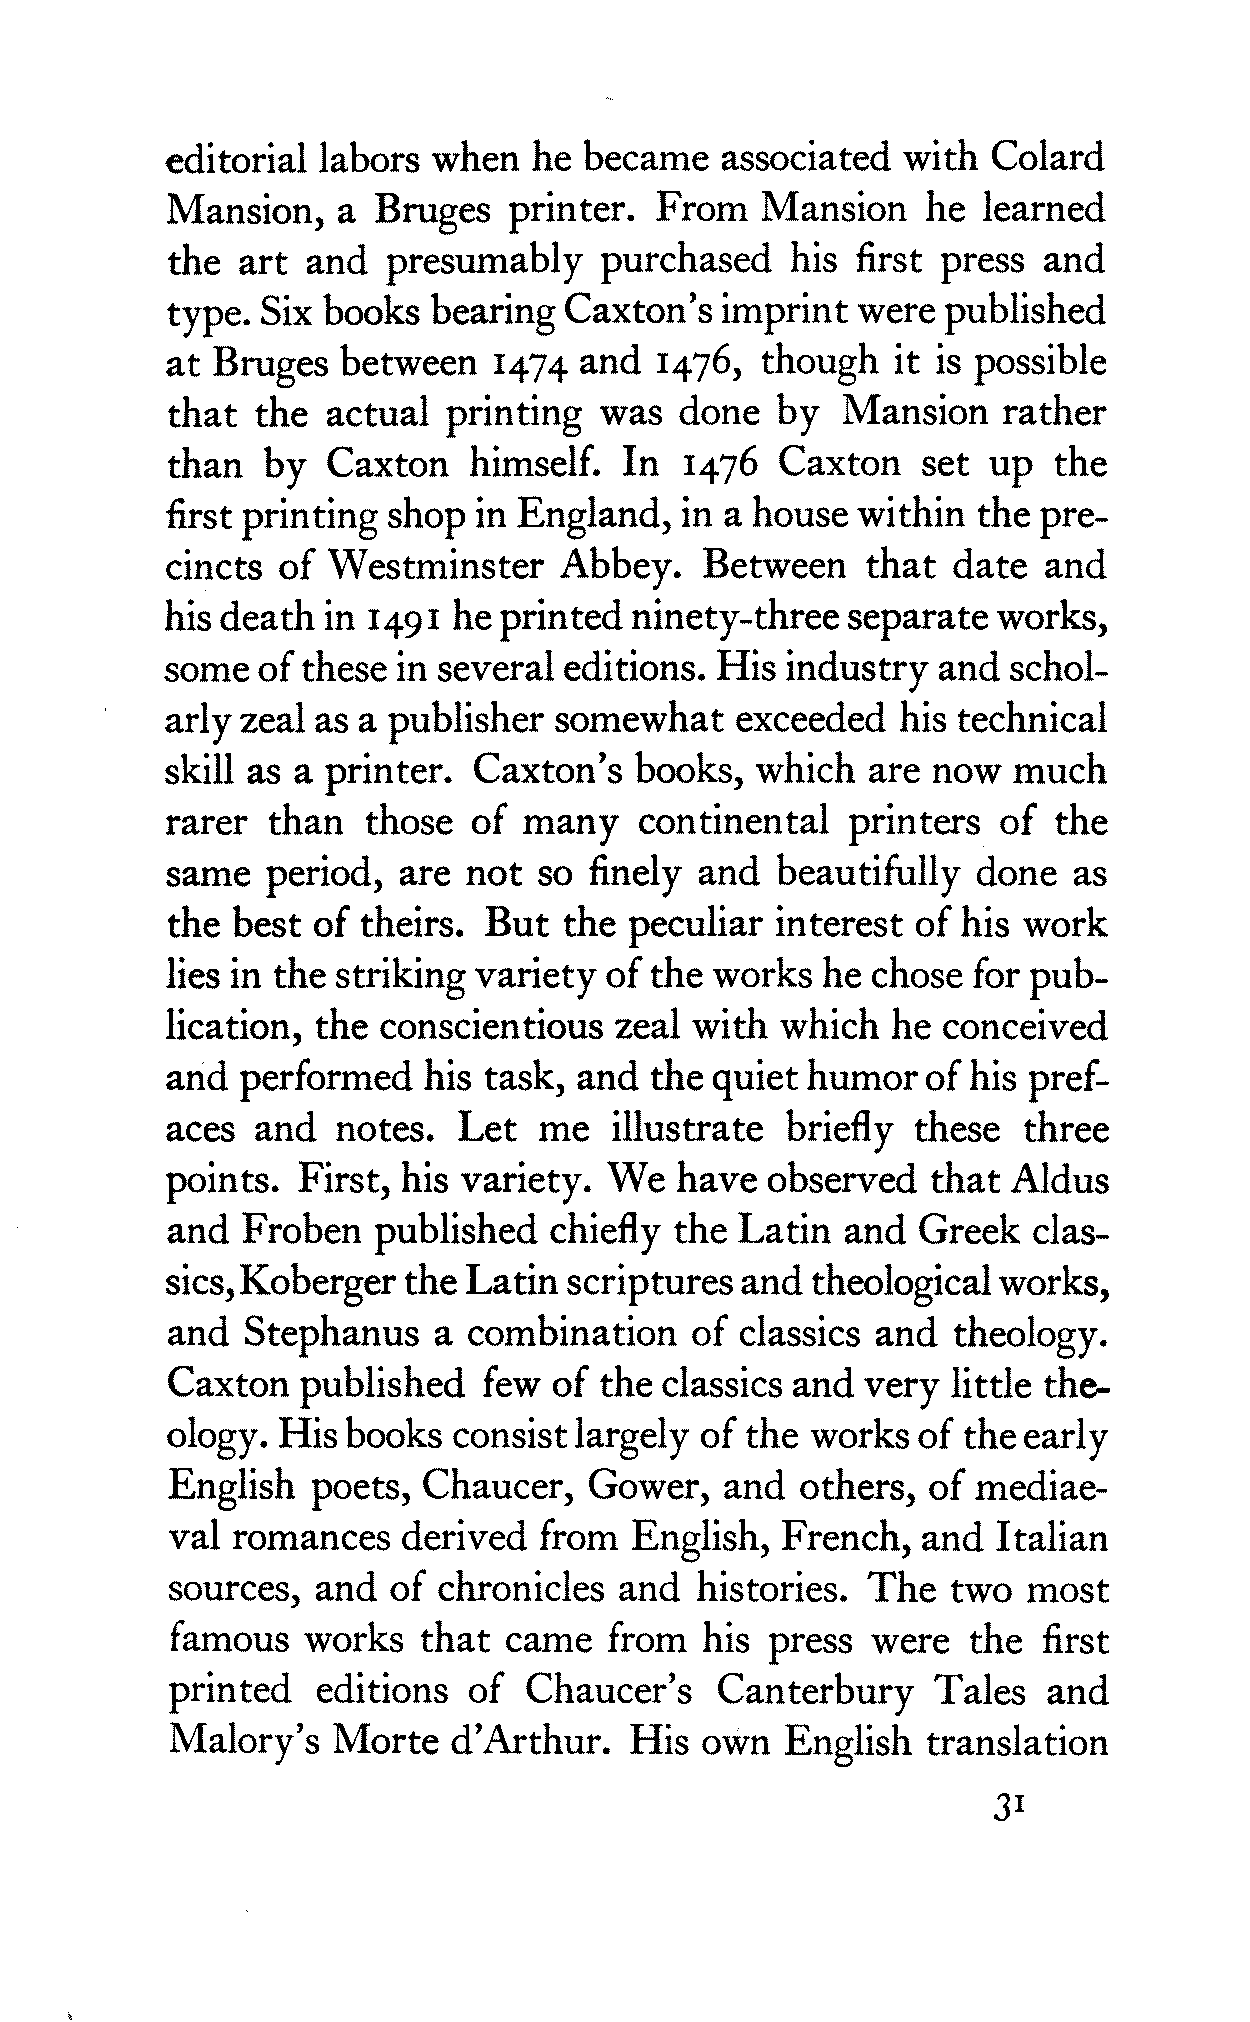 editorial labors when he became associated with Colard
Mansion, a Bruges printer. From Mansion he learned
the art and presumably purchased his first press and
type. Six books bearing Caxton's imprint were published
at Bruges between 1474 and 1476, though it is possible
that the actual printing was done by Mansion rather
than by Caxton himself. In 1476 Caxton set up the
first printing shop in England, in a house within the pre-
cincts of Westminster Abbey. Between that date and
his death in 1491 he printed ninety-three separate works,
some of these in several editions. His industry and schol-
arly zeal as a publisher somewhat exceeded his technical
skill as a printer. Caxton's books, which are now much
rarer than those of many continental printers of the
same period, are not so finely and beautifully done as
the best of theirs. But the peculiar interest of his work
lies in the striking variety of the works he chose for pub-
lication, the conscientious zeal with which he conceived
and performed his task, and the quiet humor of his pref-
aces and notes. Let me illustrate briefly these three
points. First, his variety. We have observed that Aldus
and Froben published chiefly the Latin and Greek clas-
sics, Koberger the Latin scriptures and theological works,
and Stephanus a combination of classics and theology.
Caxton published few of the classics and very little the-
ology. His books consist largely of the works of the early
English poets, Chaucer, Gower, and others, of mediae-
val romances derived from English, French, and Italian
sources, and of chronicles and histories. The two most
famous works that came from his press were the first
printed editions of Chaucer's Canterbury Tales and
Malory's Morte d'Arthur. His own English translation
31